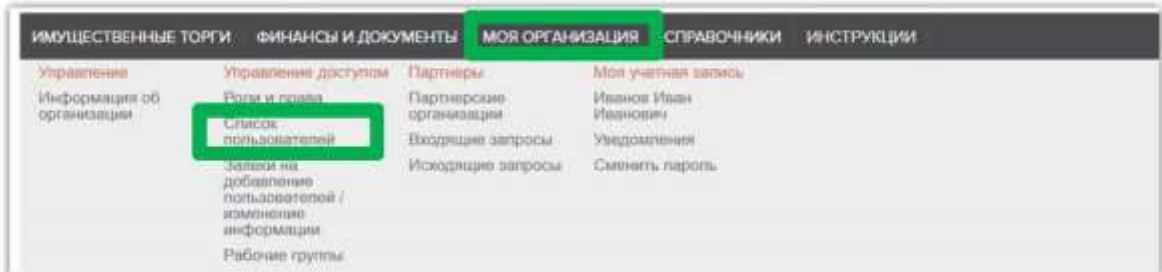 ИМУЩЕСТВЕННЫЕ ТОРГИ ФИНАНСЫ И ДОКУМЕНТЫ МОЯ ОРГАНИЗАЦИЯ СПРАВОЧНИКИ ИНСТРУКЦИИ
Управление
Информация об
организации
Управление доступом
Роли и права
Список
пользователей
Заявки на
добавление
пользователей /
изменение
информации
Рабочие группы
Партнеры
Партнерские
организации
Входящие запросы
Исходящие запросы
Моя учетная запись
Иванов Иван
Иванович
Уведомления
Сменить пароль